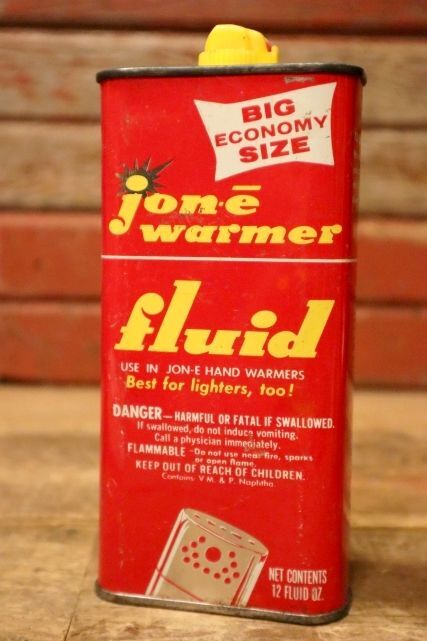 BIG
ECONOMY
SIZE
jon-ē
warmer
fluid
USE IN JON-E HAND WARMERS
Best for lighters, too!
DANGER—HARMFUL OR FATAL IF SWALLOWED.
If swallowed, do not induce vomiting.
Call a physician immediately.
FLAMMABLE -Do not use near fire, sparks
or open flame.
KEEP OUT OF REACH OF CHILDREN.
Contains V.M. & P. Naphtha.
NET CONTENTS
12 FLUID OZ.